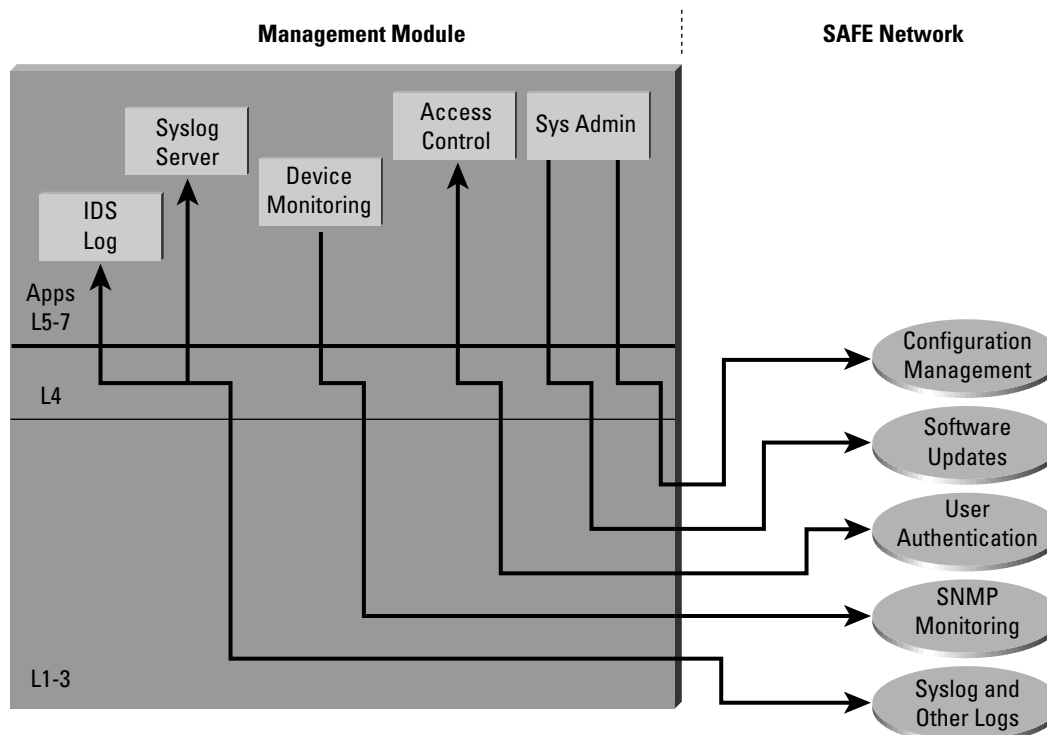 Management Module
SAFE Network
Syslog
Server
Access
Control
Sys Admin
Device
Monitoring
IDS
Log
Apps
L5-7
L4
L1-3
Configuration
Management
Software
Updates
User
Authentication
SNMP
Monitoring
Syslog and
Other Logs